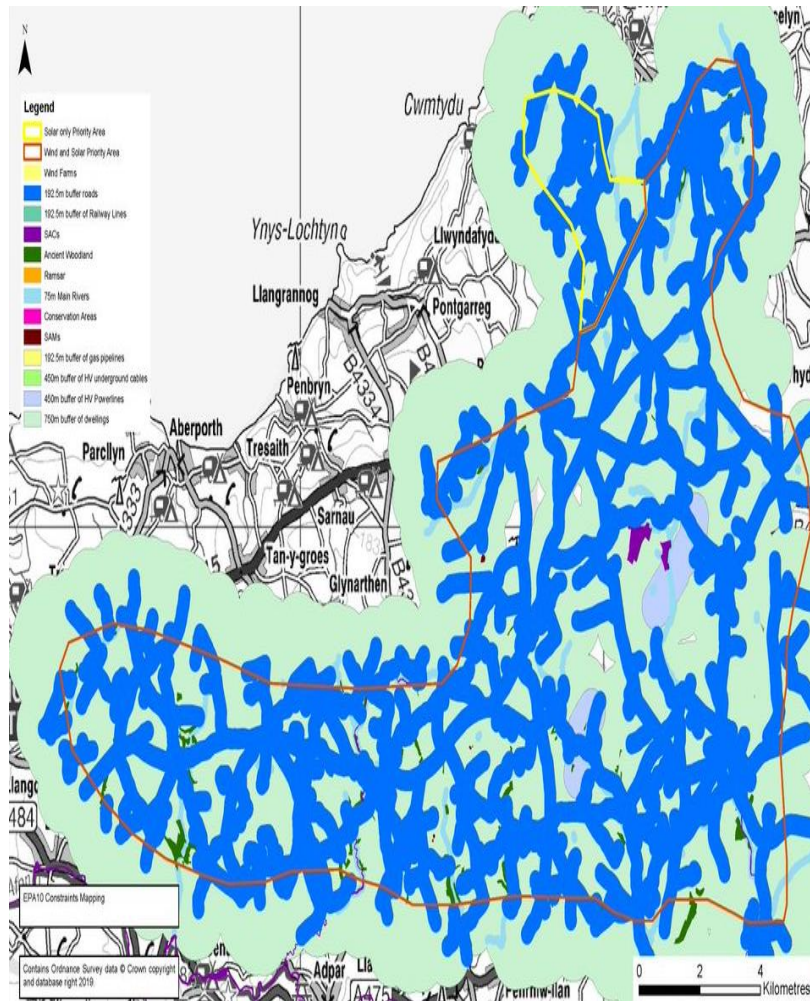 N
Legend
Solar only Priority Area
Wind and Solar Priority Area
Wind Farms
192.5m buffer roads
192.5m buffer of Railway Lines
SACs
Ancient Woodland
Ramsar
75m Main Rivers
Conservation Areas
SAMs
192.5m buffer of gas pipelines
450m buffer of HV underground cables
450m buffer of HV Powerlines
750m buffer of dwellings
Cwmtydu
Ynys-Lochtyn
Llwyndafydd
Llangrannog
Pontgarreg
B4334
Penbryn
Aberporth
Parcllyn
Tresaith
Sarnau
Tan-y-groes
Glynarthen
484
EPA10 Constraints Mapping
Contains Ordnance Survey data © Crown copyright
and database right 2019
Adpar
A475
0 2 4
Kilometres